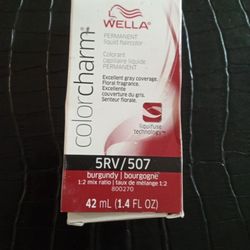 WELLA
PERMANENT
liquid haircolor
Colorant
capillaire liquide
PERMANENT
Excellent gray coverage.
Floral fragrance.
Excellente
couverture du gris.
Senteur florale.
colorcharm
liquifuse
technology™
5RV/507
burgundy | bourgogne
1:2 mix ratio | taux de mélange 1:2
800270
42 mL (1.4 FL OZ)